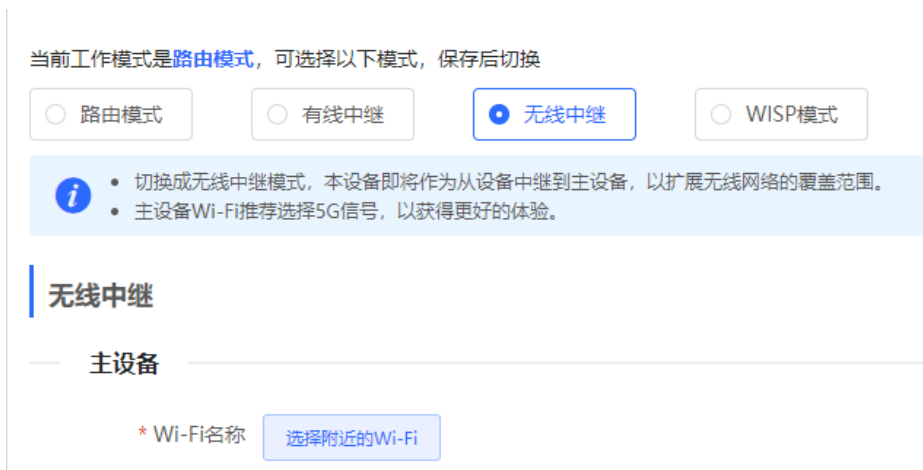 当前工作模式是路由模式，可选择以下模式，保存后切换
路由模式 有线中继 无线中继 WISP模式
切换成无线中继模式，本设备即将作为从设备中继到主设备，以扩展无线网络的覆盖范围。
主设备Wi-Fi推荐选择5G信号，以获得更好的体验。
无线中继
主设备
* Wi-Fi名称 选择附近的Wi-Fi